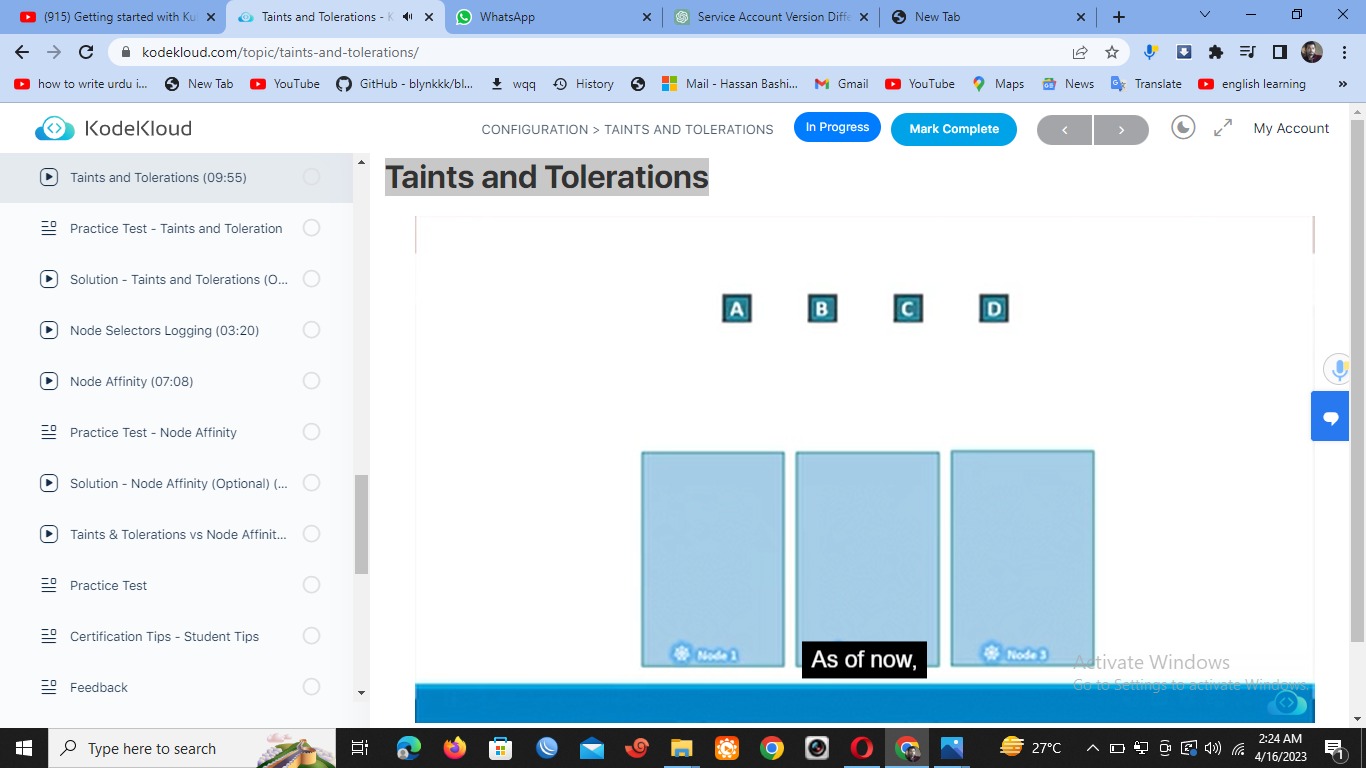 (915) Getting started with Ku
Taints and Tolerations - K
WhatsApp
Service Account Version Diffe
New Tab
kodekloud.com/topic/taints-and-tolerations/
how to write urdu i...
New Tab
YouTube
GitHub - blynkkk/bl...
wqq
History
Mail - Hassan Bashi...
Gmail
YouTube
Maps
News
Translate
english learning
»
KodeKloud
CONFIGURATION > TAINTS AND TOLERATIONS
In Progress
Mark Complete
My Account
Taints and Tolerations (09:55)
Practice Test - Taints and Toleration
Solution - Taints and Tolerations (O...
Node Selectors Logging (03:20)
Node Affinity (07:08)
Practice Test - Node Affinity
Solution - Node Affinity (Optional) (...
Taints & Tolerations vs Node Affinit...
Practice Test
Certification Tips - Student Tips
Feedback
Taints and Tolerations
A B C D
Node 1
Node 3
As of now,
Activate Windows
Go to Settings to activate Windows.
Type here to search
27°C
2:24 AM
4/16/2023
1